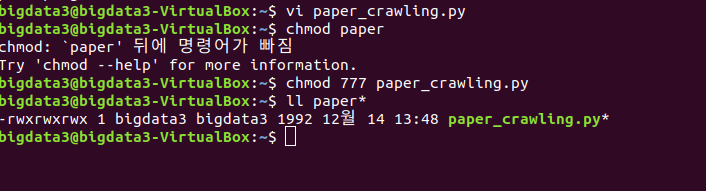 bigdata3@bigdata3-VirtualBox:~$ vi paper_crawling.py
bigdata3@bigdata3-VirtualBox:~$ chmod paper
chmod: `paper' 뒤에 명령어가 빠짐
Try 'chmod --help' for more information.
bigdata3@bigdata3-VirtualBox:~$ chmod 777 paper_crawling.py
bigdata3@bigdata3-VirtualBox:~$ ll paper*
-rwxrwxrwx 1 bigdata3 bigdata3 1992 12월 14 13:48 paper_crawling.py*
bigdata3@bigdata3-VirtualBox:~$